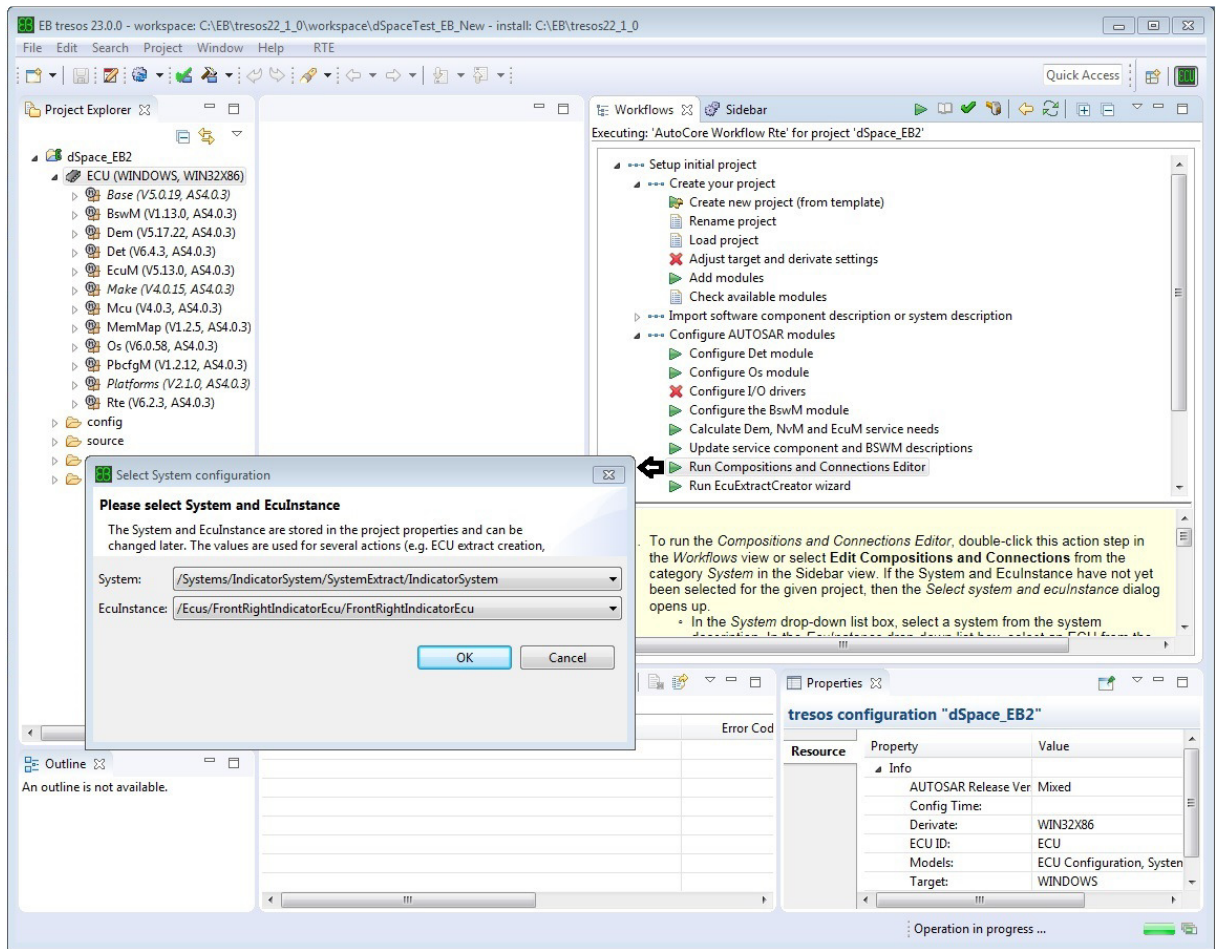 EB tresos 23.0.0 - workspace: C:\EB\tresos22_1_0\workspace\dSpaceTest_EB_New - install: C:\EB\tresos22_1_0
File Edit Search Project Window Help RTE
Quick Access
Project Explorer
dSpace_EB2
ECU (WINDOWS, WIN32X86)
Base (V5.0.19, AS4.0.3)
BswM (V1.13.0, AS4.0.3)
Dem (V5.17.22, AS4.0.3)
Det (V6.4.3, AS4.0.3)
EcuM (V5.13.0, AS4.0.3)
Make (V4.0.15, AS4.0.3)
Mcu (V4.0.3, AS4.0.3)
MemMap (V1.2.5, AS4.0.3)
Os (V6.0.58, AS4.0.3)
PbcfgM (V1.2.12, AS4.0.3)
Platforms (V2.1.0, AS4.0.3)
Rte (V6.2.3, AS4.0.3)
config
source
Workflows Sidebar
Executing: 'AutoCore Workflow Rte' for project 'dSpace_EB2'
Setup initial project
Create your project
Create new project (from template)
Rename project
Load project
Adjust target and derivate settings
Add modules
Check available modules
Import software component description or system description
Configure AUTOSAR modules
Configure Det module
Configure Os module
Configure I/O drivers
Configure the BswM module
Calculate Dem, NvM and EcuM service needs
Update service component and BSWM descriptions
Run Compositions and Connections Editor
Run EcuExtractCreator wizard
Select System configuration
Please select System and EcuInstance
The System and EcuInstance are stored in the project properties and can be
changed later. The values are used for several actions (e.g. ECU extract creation,
System: /Systems/IndicatorSystem/SystemExtract/IndicatorSystem
EcuInstance: /Ecus/FrontRightIndicatorEcu/FrontRightIndicatorEcu
OK Cancel
. To run the Compositions and Connections Editor, double-click this action step in
the Workflows view or select Edit Compositions and Connections from the
category System in the Sidebar view. If the System and EcuInstance have not yet
been selected for the given project, then the Select system and ecuInstance dialog
opens up.
◦ In the System drop-down list box, select a system from the system
description. In the EcuInstance drop-down list box, select an ECU from the
Error Cod
Outline
An outline is not available.
Properties
tresos configuration "dSpace_EB2"
Resource
Property Value
Info
AUTOSAR Release Ver Mixed
Config Time:
Derivate: WIN32X86
ECU ID: ECU
Models: ECU Configuration, System
Target: WINDOWS
Operation in progress ...